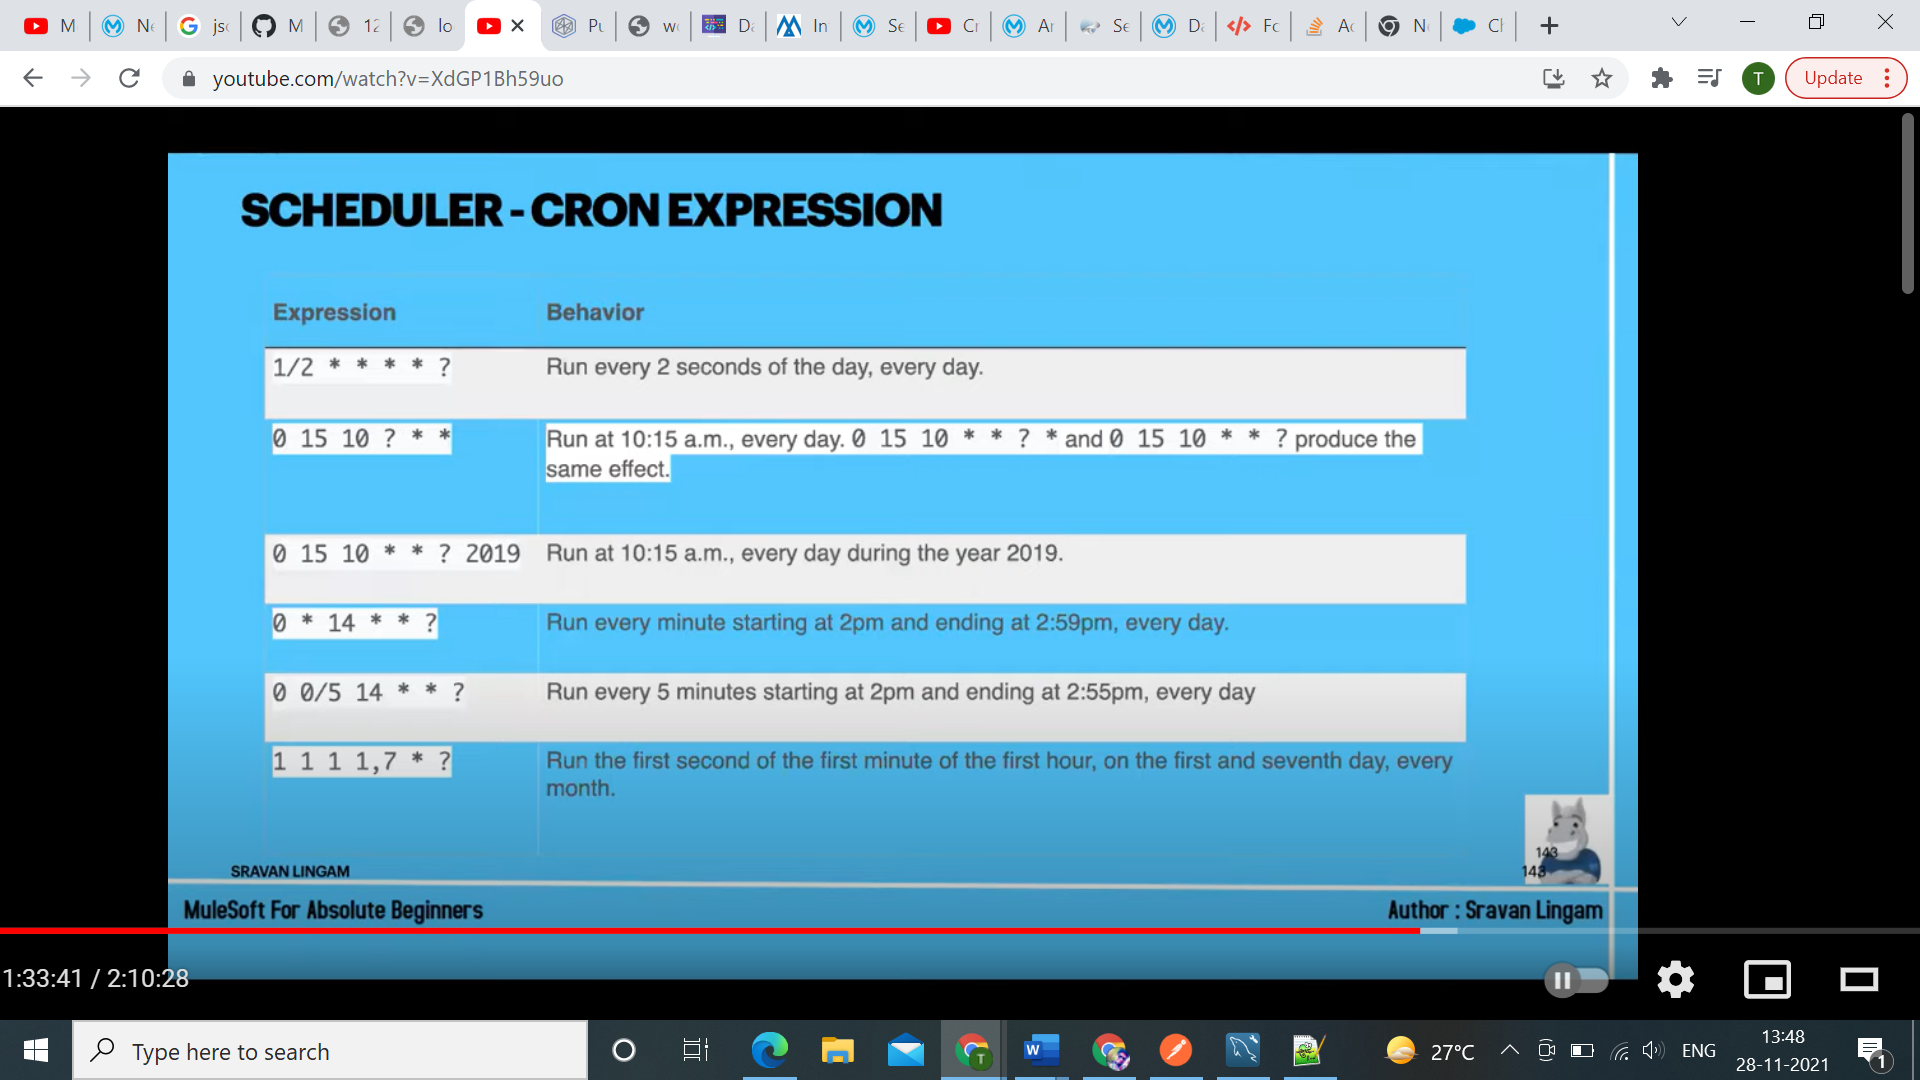 M
Ne
jsc
M
12
lo
Pu
w
Da
In
Se
Cr
Ar
Se
Da
Fc
Ac
N
Cl
youtube.com/watch?v=XdGP1Bh59uo
T
Update
SCHEDULER - CRON EXPRESSION
Expression Behavior
1/2 * * * * ? Run every 2 seconds of the day, every day.
0 15 10 ? * * Run at 10:15 a.m., every day. 0 15 10 * * ? * and 0 15 10 * * ? produce the
same effect.
0 15 10 * * ? 2019 Run at 10:15 a.m., every day during the year 2019.
0 * 14 * * ? Run every minute starting at 2pm and ending at 2:59pm, every day.
0 0/5 14 * * ? Run every 5 minutes starting at 2pm and ending at 2:55pm, every day
1 1 1 1,7 * ? Run the first second of the first minute of the first hour, on the first and seventh day, every
month.
143
143
SRAVAN LINGAM
MuleSoft For Absolute Beginners
Author : Sravan Lingam
1:33:41 / 2:10:28
Type here to search
T
W
27°C
ENG
13:48
28-11-2021
1